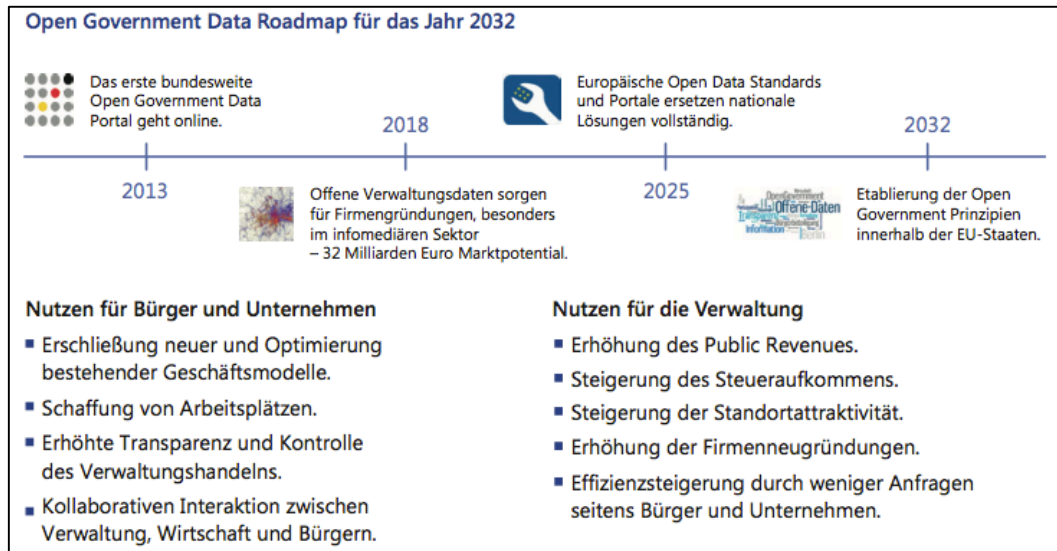 Open Government Data Roadmap für das Jahr 2032
Das erste bundesweite
Open Government Data
Portal geht online.
2013
2018
Offene Verwaltungsdaten sorgen
für Firmengründungen, besonders
im infomediären Sektor
– 32 Milliarden Euro Marktpotential.
Europäische Open Data Standards
und Portale ersetzen nationale
Lösungen vollständig.
2025
2032
OpenGovernment
Offene-Daten
Transparenz
Information
Berlin
Etablierung der Open
Government Prinzipien
innerhalb der EU-Staaten.
Nutzen für Bürger und Unternehmen
▪ Erschließung neuer und Optimierung
bestehender Geschäftsmodelle.
▪ Schaffung von Arbeitsplätzen.
▪ Erhöhte Transparenz und Kontrolle
des Verwaltungshandelns.
▪ Kollaborativen Interaktion zwischen
Verwaltung, Wirtschaft und Bürgern.
Nutzen für die Verwaltung
▪ Erhöhung des Public Revenues.
▪ Steigerung des Steueraufkommens.
▪ Steigerung der Standortattraktivität.
▪ Erhöhung der Firmenneugründungen.
▪ Effizienzsteigerung durch weniger Anfragen
seitens Bürger und Unternehmen.